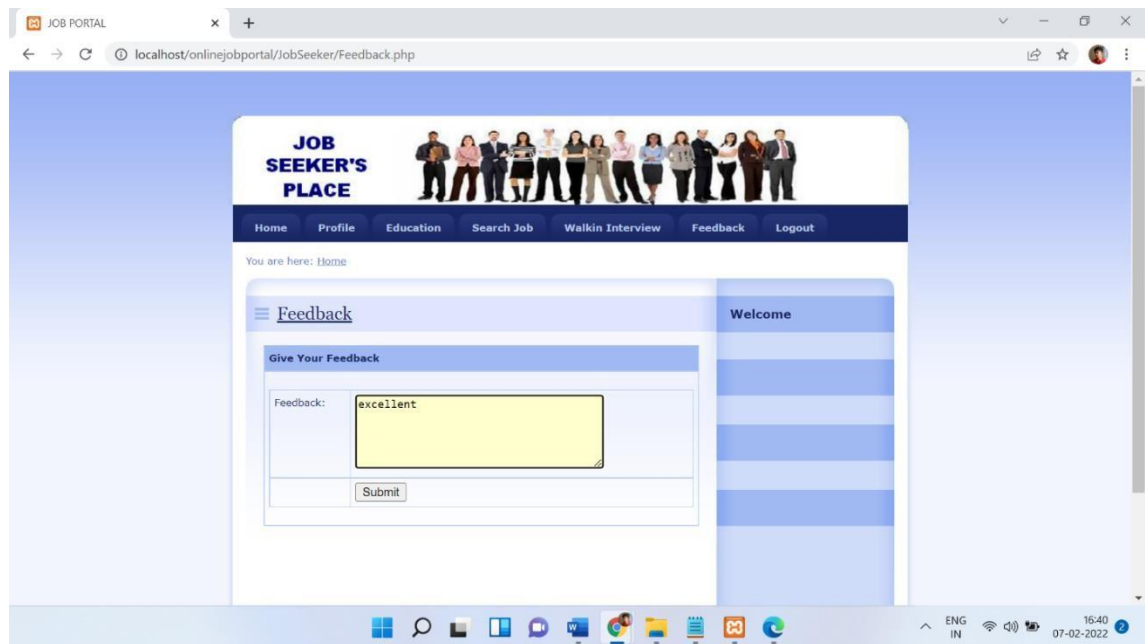 JOB PORTAL
localhost/onlinejobportal/JobSeeker/Feedback.php
JOB
SEEKER'S
PLACE
Home Profile Education Search Job Walkin Interview Feedback Logout
You are here: Home
Feedback
Welcome
Give Your Feedback
Feedback:
excellent
Submit
ENG
IN
16:40
07-02-2022
2